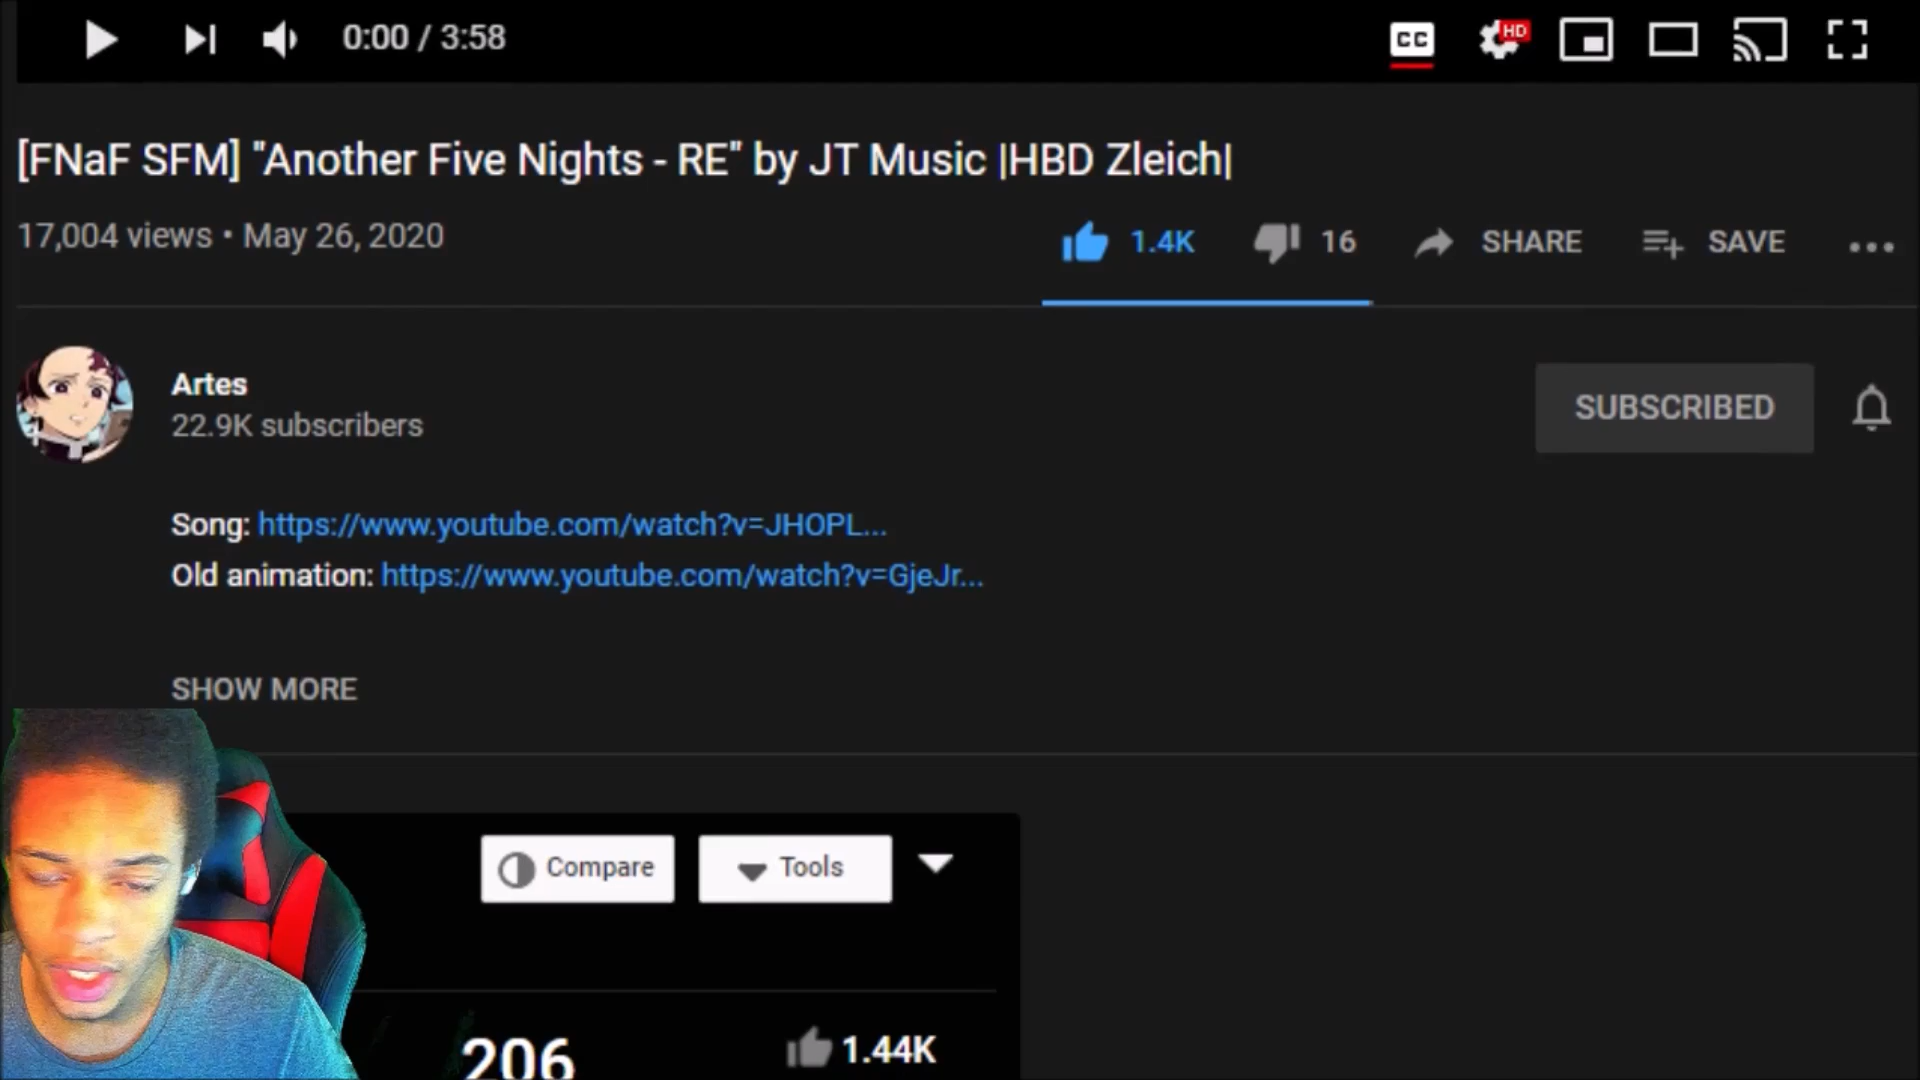 0:00 / 3:58
CC
HD
[FNaF SFM] "Another Five Nights - RE" by JT Music |HBD Zleich|
17,004 views • May 26, 2020
1.4K
16
SHARE
SAVE
Artes
22.9K subscribers
SUBSCRIBED
Song: https://www.youtube.com/watch?v=JHOPL...
Old animation: https://www.youtube.com/watch?v=GjeJr...
SHOW MORE
Compare
Tools
206
1.44K